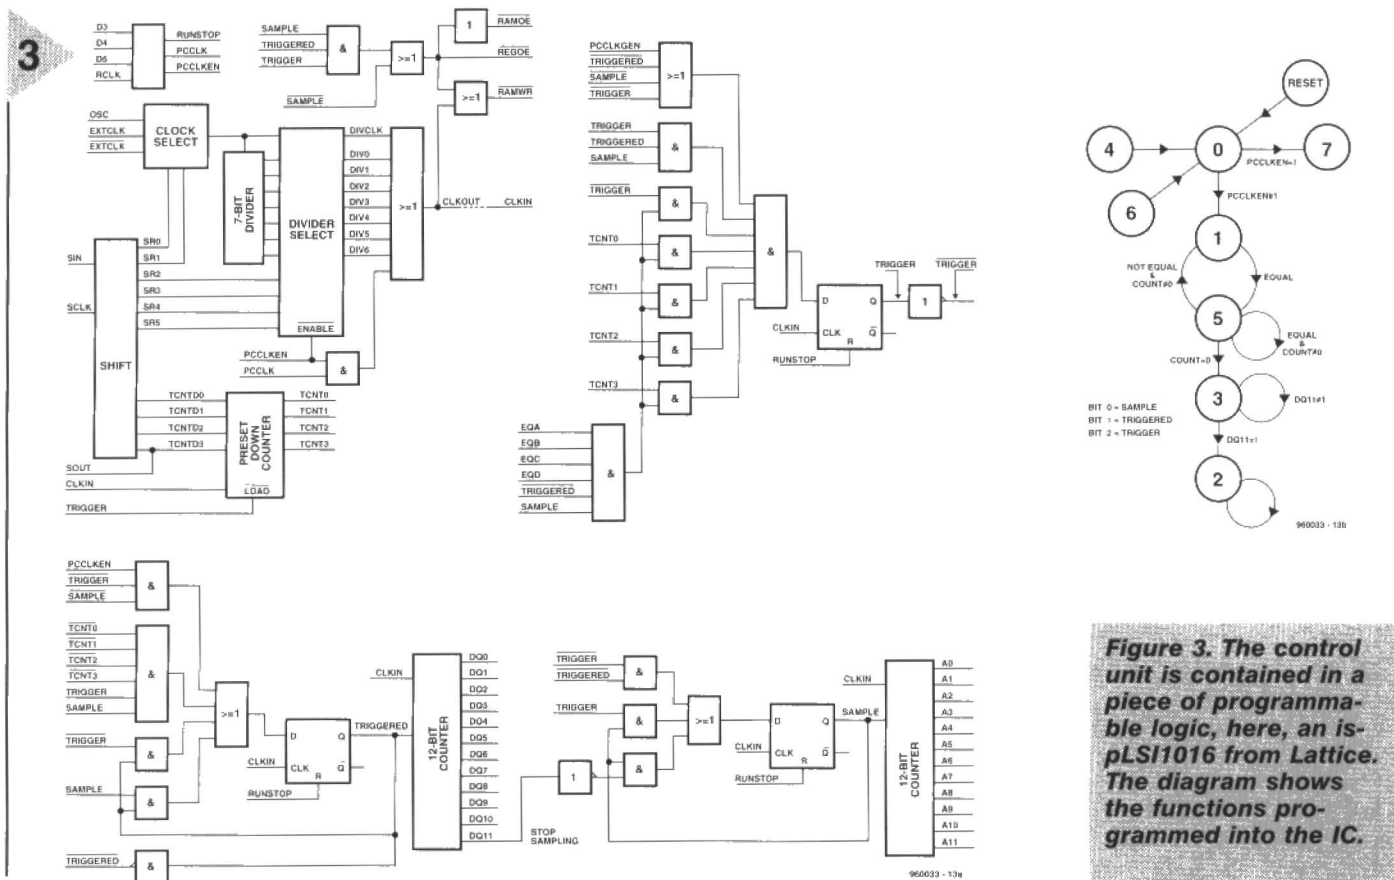 3
D3
D4
D5
RCLK
RUNSTOP
PCCLK
PCCLKEN
SAMPLE
TRIGGERED
TRIGGER
&
>=1
SAMPLE
1
RAMOE
REGOE
>=1
RAMWR
OSC
EXTCLK
EXTCLK
CLOCK
SELECT
7-BIT
DIVIDER
DIVIDER
SELECT
ENABLE
DIVCLK
DIV0
DIV1
DIV2
DIV3
DIV4
DIV5
DIV6
>=1
CLKOUT
CLKIN
SIN
SCLK
SHIFT
SR0
SR1
SR2
SR3
SR4
SR5
PCCLKEN
PCCLK
&
TCNTD0
TCNTD1
TCNTD2
TCNTD3
PRESET
DOWN
COUNTER
LOAD
TCNT0
TCNT1
TCNT2
TCNT3
SOUT
CLKIN
TRIGGER
PCCLKGEN
TRIGGERED
SAMPLE
TRIGGER
>=1
TRIGGER
TRIGGERED
SAMPLE
&
TRIGGER
&
TCNT0
&
TCNT1
&
TCNT2
&
TCNT3
&
&
EQA
EQB
EQC
EQD
TRIGGERED
SAMPLE
&
CLKIN
RUNSTOP
D
Q
CLK
Q
R
TRIGGER
1
TRIGGER
RESET
4
0
7
6
PCCLKEN=1
PCCLKEN≠1
1
NOT EQUAL
&
COUNT≠0
EQUAL
5
EQUAL
&
COUNT≠0
COUNT=0
3
DQ11≠1
BIT 0 = SAMPLE
BIT 1 = TRIGGERED
BIT 2 = TRIGGER
DQ11=1
2
960033 - 13b
PCCLKEN
TRIGGER
SAMPLE
&
TCNT0
TCNT1
TCNT2
TCNT3
TRIGGER
SAMPLE
&
TRIGGER
&
SAMPLE
&
TRIGGERED
&
>=1
CLKIN
RUNSTOP
D
Q
CLK
Q
R
TRIGGERED
CLKIN
12-BIT
COUNTER
DQ0
DQ1
DQ2
DQ3
DQ4
DQ5
DQ6
DQ7
DQ8
DQ9
DQ10
DQ11
STOP
SAMPLING
1
TRIGGER
TRIGGERED
&
TRIGGER
&
&
>=1
CLKIN
RUNSTOP
D
Q
CLK
Q
R
SAMPLE
CLKIN
12-BIT
COUNTER
A0
A1
A2
A3
A4
A5
A6
A7
A8
A9
A10
A11
960033 - 13a
Figure 3. The control
unit is contained in a
piece of programma-
ble logic, here, an is-
pLSI1016 from Lattice.
The diagram shows
the functions pro-
grammed into the IC.